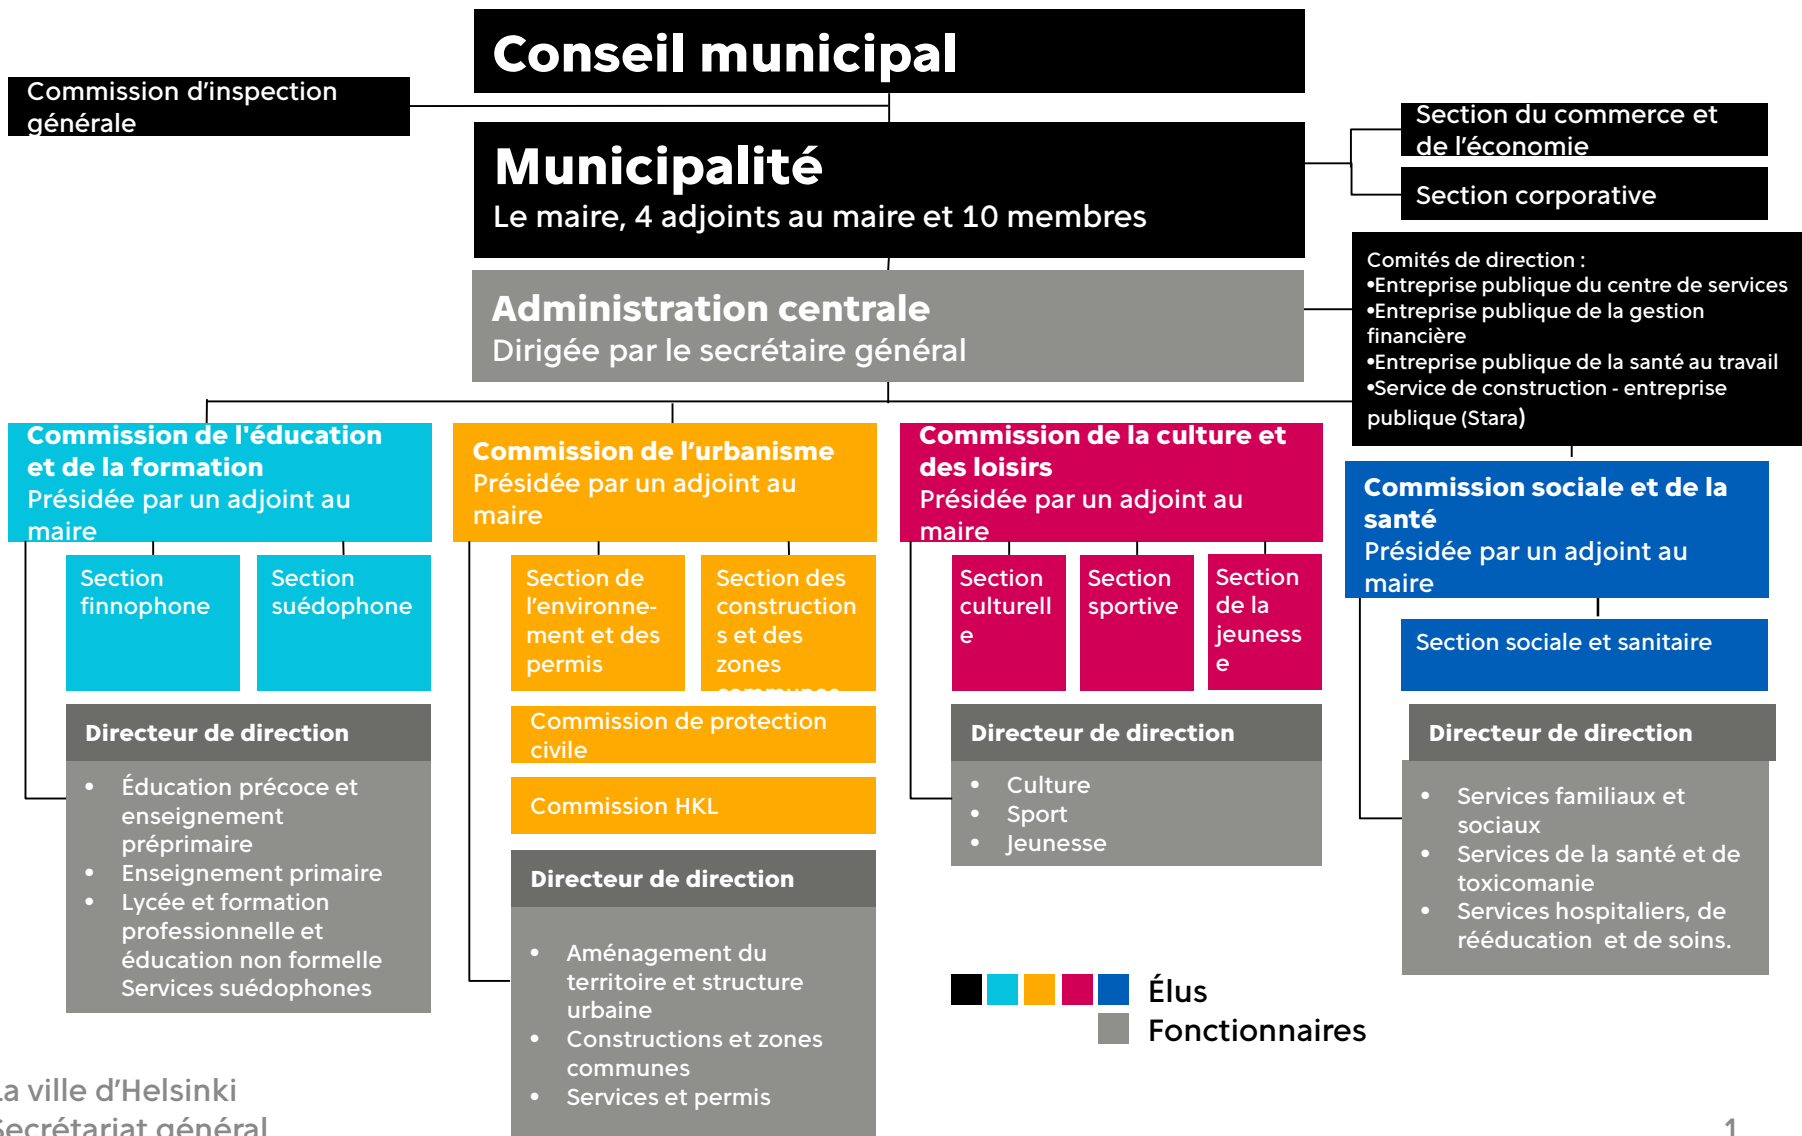 Conseil municipal
Commission d'inspection
générale
Municipalité
Le maire, 4 adjoints au maire et 10 membres
Section du commerce et
de l'économie
Section corporative
Administration centrale
Dirigée par le secrétaire général
Comités de direction :
•Entreprise publique du centre de services
•Entreprise publique de la gestion
financière
•Entreprise publique de la santé au travail
•Service de construction - entreprise
publique (Stara)
Commission de l'éducation
et de la formation
Présidée par un adjoint au
maire
Section
finnophone
Section
suédophone
Directeur de direction
• Éducation précoce et
enseignement
préprimaire
• Enseignement primaire
• Lycée et formation
professionnelle et
éducation non formelle
Services suédophones
Commission de l'urbanisme
Présidée par un adjoint au
maire
Section de
l'environne-
ment et des
permis
Section des
construction
s et des
zones
communes
Commission de protection
civile
Commission HKL
Directeur de direction
• Aménagement du
territoire et structure
urbaine
• Constructions et zones
communes
• Services et permis
Commission de la culture et
des loisirs
Présidée par un adjoint au
maire
Section
culturell
e
Section
sportive
Section
de la
jeuness
e
Directeur de direction
• Culture
• Sport
• Jeunesse
Commission sociale et de la
santé
Présidée par un adjoint au
maire
Section sociale et sanitaire
Directeur de direction
• Services familiaux et
sociaux
• Services de la santé et de
toxicomanie
• Services hospitaliers, de
rééducation et de soins.
Élus
Fonctionnaires
La ville d'Helsinki
Secrétariat général
1